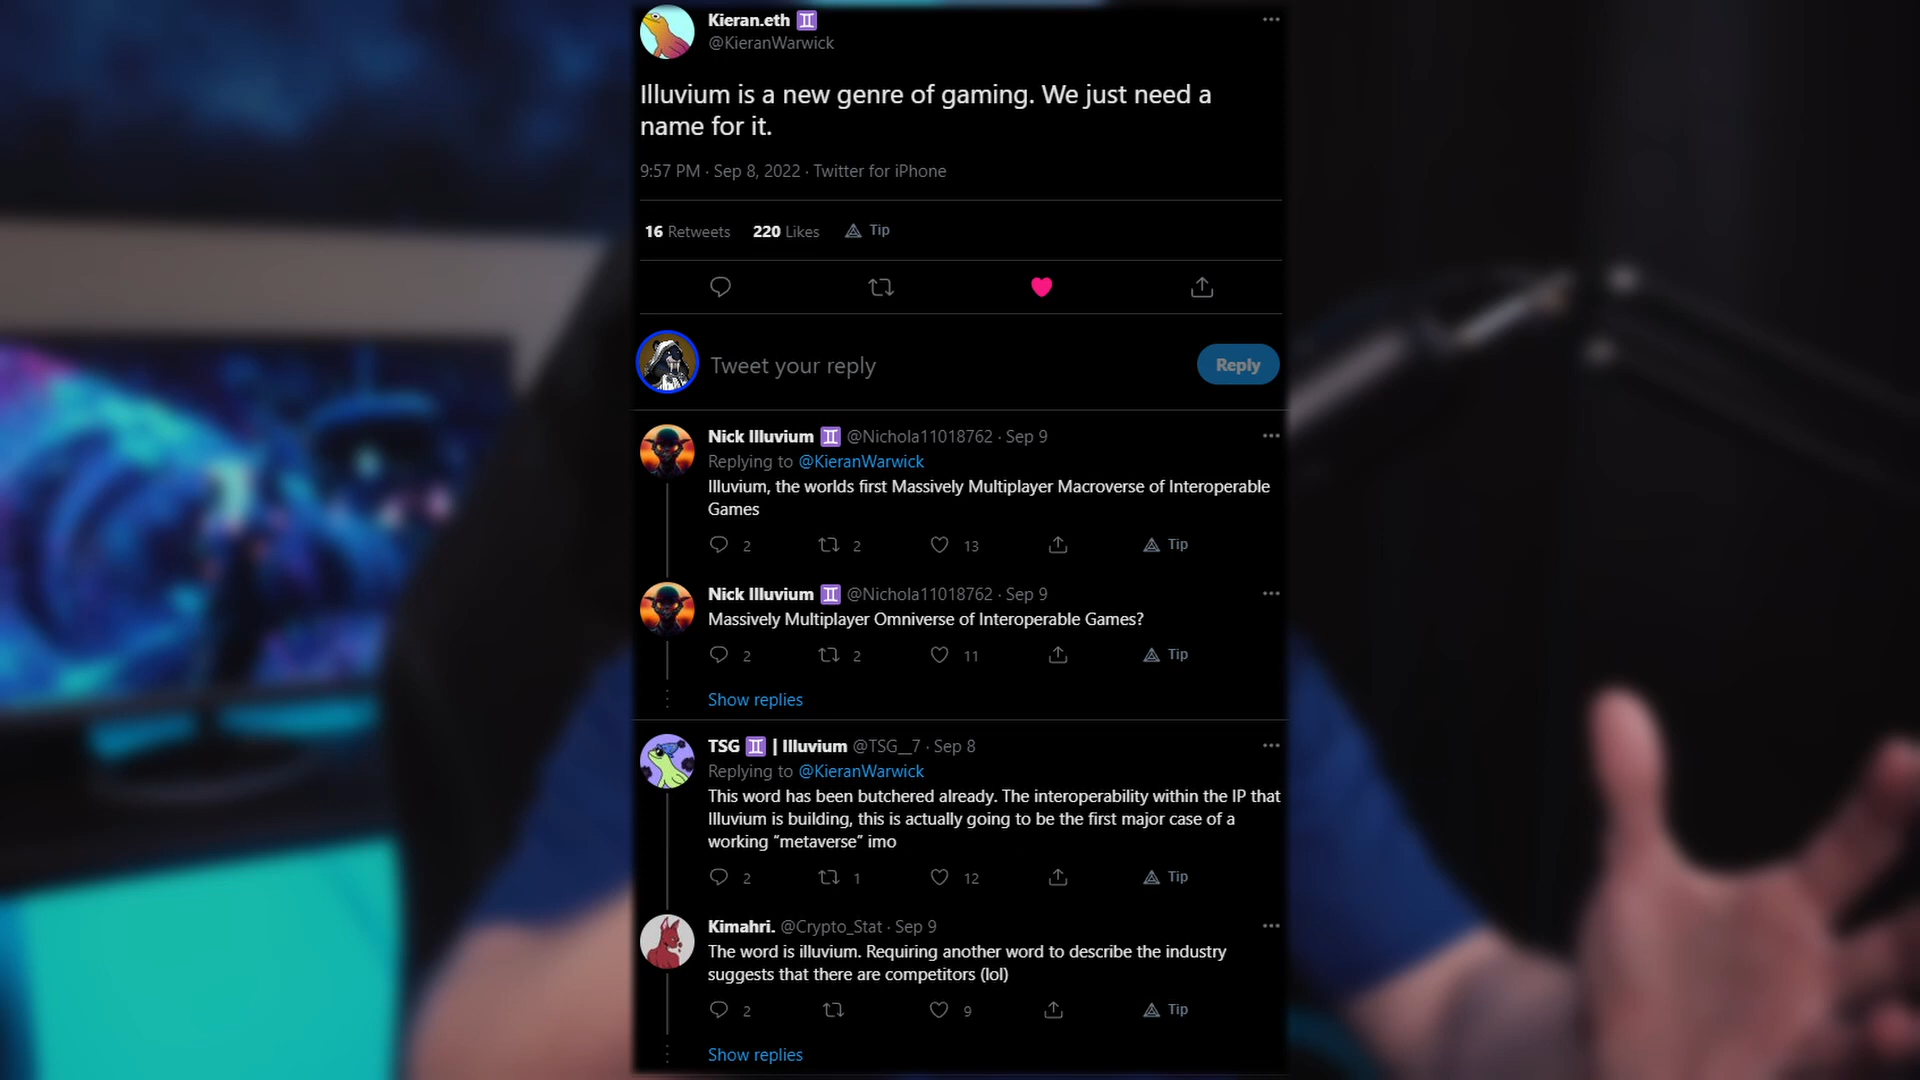 Kieran.eth ♊
@KieranWarwick
Illuvium is a new genre of gaming. We just need a
name for it.
9:57 PM · Sep 8, 2022 · Twitter for iPhone
16 Retweets 220 Likes Tip
Tweet your reply
Reply
Nick Illuvium ♊ @Nichola11018762 · Sep 9
Replying to @KieranWarwick
Illuvium, the worlds first Massively Multiplayer Macroverse of Interoperable
Games
2 2 13 Tip
Nick Illuvium ♊ @Nichola11018762 · Sep 9
Massively Multiplayer Omniverse of Interoperable Games?
2 2 11 Tip
Show replies
TSG ♊ | Illuvium @TSG__7 · Sep 8
Replying to @KieranWarwick
This word has been butchered already. The interoperability within the IP that
Illuvium is building, this is actually going to be the first major case of a
working “metaverse” imo
2 1 12 Tip
Kimahri. @Crypto_Stat · Sep 9
The word is illuvium. Requiring another word to describe the industry
suggests that there are competitors (lol)
2 9 Tip
Show replies